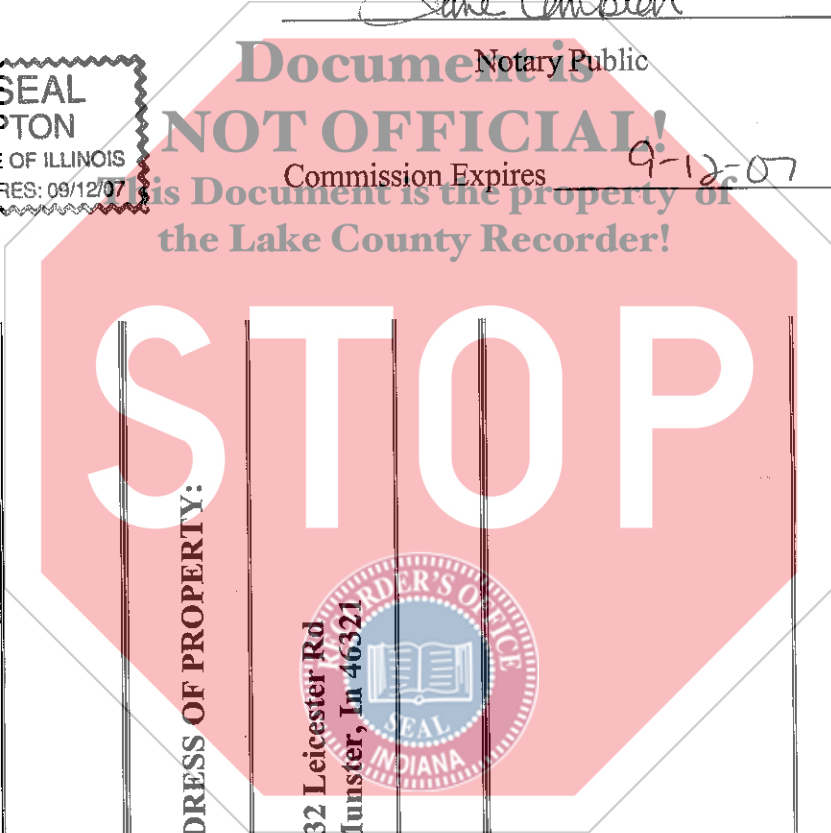 Document is
Notary Public
SEAL
PTON
NOT OFFICIAL!
E OF ILLINOIS
Commission Expires 9-12-07
RES: 09/12/07
This Document is the property of
the Lake County Recorder!
STOP
DRESS OF PROPERTY:
32 Leicester Rd
Munster, In 46321
RECORDER'S OFFICE
SEAL
INDIANA